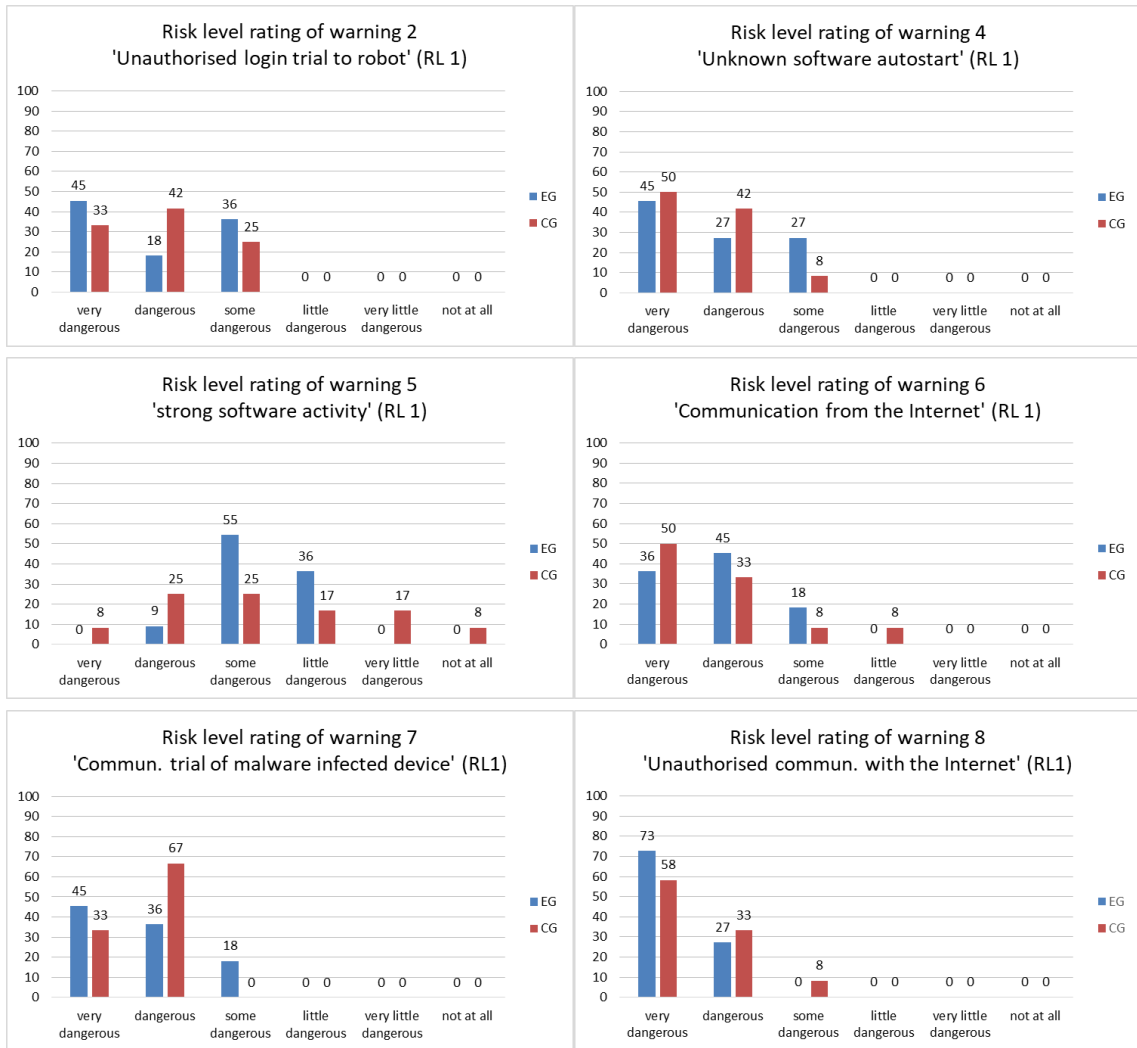 Risk level rating of warning 2
'Unauthorised login trial to robot' (RL 1)
100
90
80
70
60
50
40
30
20
10
0
45
33
18
42
36
25
0 0
0 0
0 0
very dangerous
dangerous
some dangerous
little dangerous
very little dangerous
not at all
EG
CG
Risk level rating of warning 4
'Unknown software autostart' (RL 1)
100
90
80
70
60
50
40
30
20
10
0
45
50
27
42
27
8
0 0
0 0
0 0
very dangerous
dangerous
some dangerous
little dangerous
very little dangerous
not at all
EG
CG
Risk level rating of warning 5
'strong software activity' (RL 1)
100
90
80
70
60
50
40
30
20
10
0
0
8
9
25
55
25
36
17
0
17
0
8
very dangerous
dangerous
some dangerous
little dangerous
very little dangerous
not at all
EG
CG
Risk level rating of warning 6
'Communication from the Internet' (RL 1)
100
90
80
70
60
50
40
30
20
10
0
36
50
45
33
18
8
0
8
0 0
0 0
very dangerous
dangerous
some dangerous
little dangerous
very little dangerous
not at all
EG
CG
Risk level rating of warning 7
'Commun. trial of malware infected device' (RL1)
100
90
80
70
60
50
40
30
20
10
0
45
33
36
67
18
0
0 0
0 0
0 0
very dangerous
dangerous
some dangerous
little dangerous
very little dangerous
not at all
EG
CG
Risk level rating of warning 8
'Unauthorised commun. with the Internet' (RL1)
100
90
80
70
60
50
40
30
20
10
0
73
58
27
33
0
8
0 0
0 0
0 0
very dangerous
dangerous
some dangerous
little dangerous
very little dangerous
not at all
EG
CG